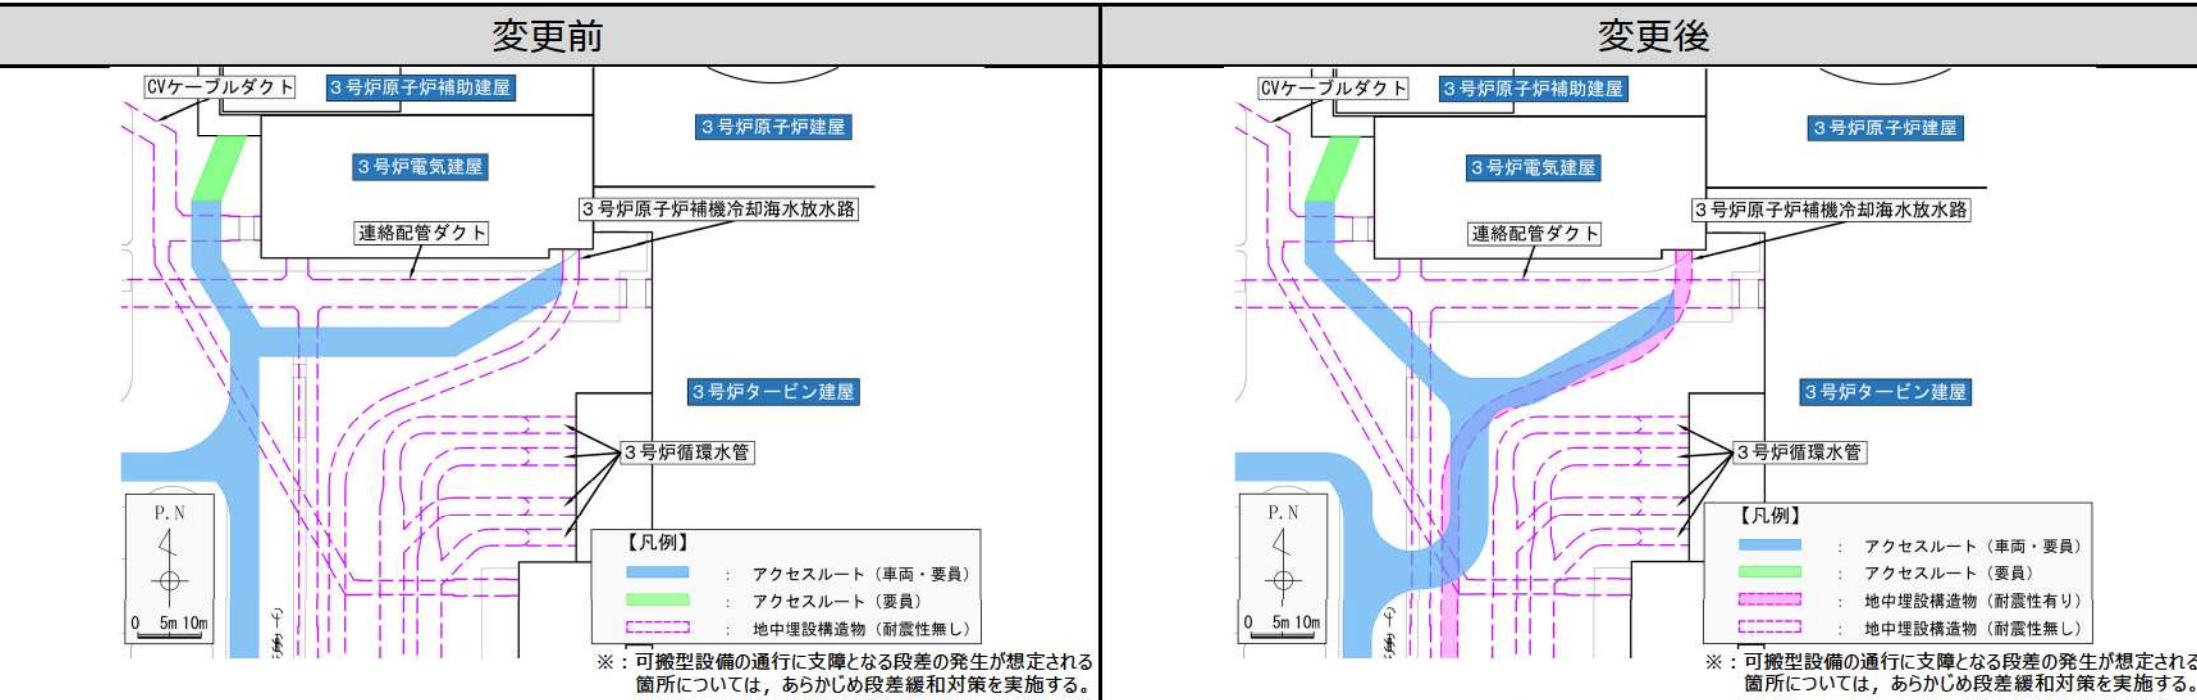 変更前
変更後
CVケーブルダクト
3号炉原子炉補助建屋
3号炉原子炉建屋
3号炉電気建屋
3号炉原子炉補機冷却海水放水路
連絡配管ダクト
3号炉タービン建屋
3号炉循環水管
P.N
0 5m 10m
【凡例】
： アクセスルート（車両・要員）
： アクセスルート（要員）
： 地中埋設構造物（耐震性無し）
※：可搬型設備の通行に支障となる段差の発生が想定される
箇所については，あらかじめ段差緩和対策を実施する。
CVケーブルダクト
3号炉原子炉補助建屋
3号炉原子炉建屋
3号炉電気建屋
3号炉原子炉補機冷却海水放水路
連絡配管ダクト
3号炉タービン建屋
3号炉循環水管
P.N
0 5m 10m
【凡例】
： アクセスルート（車両・要員）
： アクセスルート（要員）
： 地中埋設構造物（耐震性有り）
： 地中埋設構造物（耐震性無し）
※：可搬型設備の通行に支障となる段差の発生が想定される
箇所については，あらかじめ段差緩和対策を実施する。